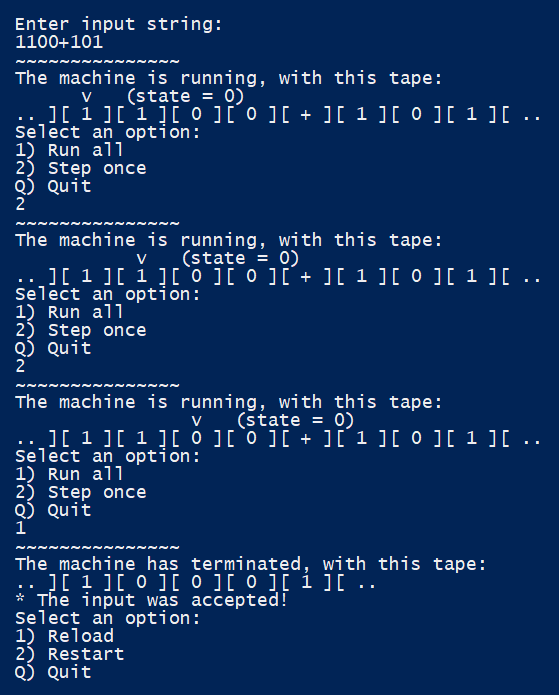 Enter input string:
1100+101
~~~~~~~~~~~~~~~
The machine is running, with this tape:
      v   (state = 0)
.. ][ 1 ][ 1 ][ 0 ][ 0 ][ + ][ 1 ][ 0 ][ 1 ][ ..
Select an option:
1) Run all
2) Step once
Q) Quit
2
~~~~~~~~~~~~~~~
The machine is running, with this tape:
           v   (state = 0)
.. ][ 1 ][ 1 ][ 0 ][ 0 ][ + ][ 1 ][ 0 ][ 1 ][ ..
Select an option:
1) Run all
2) Step once
Q) Quit
2
~~~~~~~~~~~~~~~
The machine is running, with this tape:
                v   (state = 0)
.. ][ 1 ][ 1 ][ 0 ][ 0 ][ + ][ 1 ][ 0 ][ 1 ][ ..
Select an option:
1) Run all
2) Step once
Q) Quit
1
~~~~~~~~~~~~~~~
The machine has terminated, with this tape:
.. ][ 1 ][ 0 ][ 0 ][ 0 ][ 1 ][ ..
* The input was accepted!
Select an option:
1) Reload
2) Restart
Q) Quit